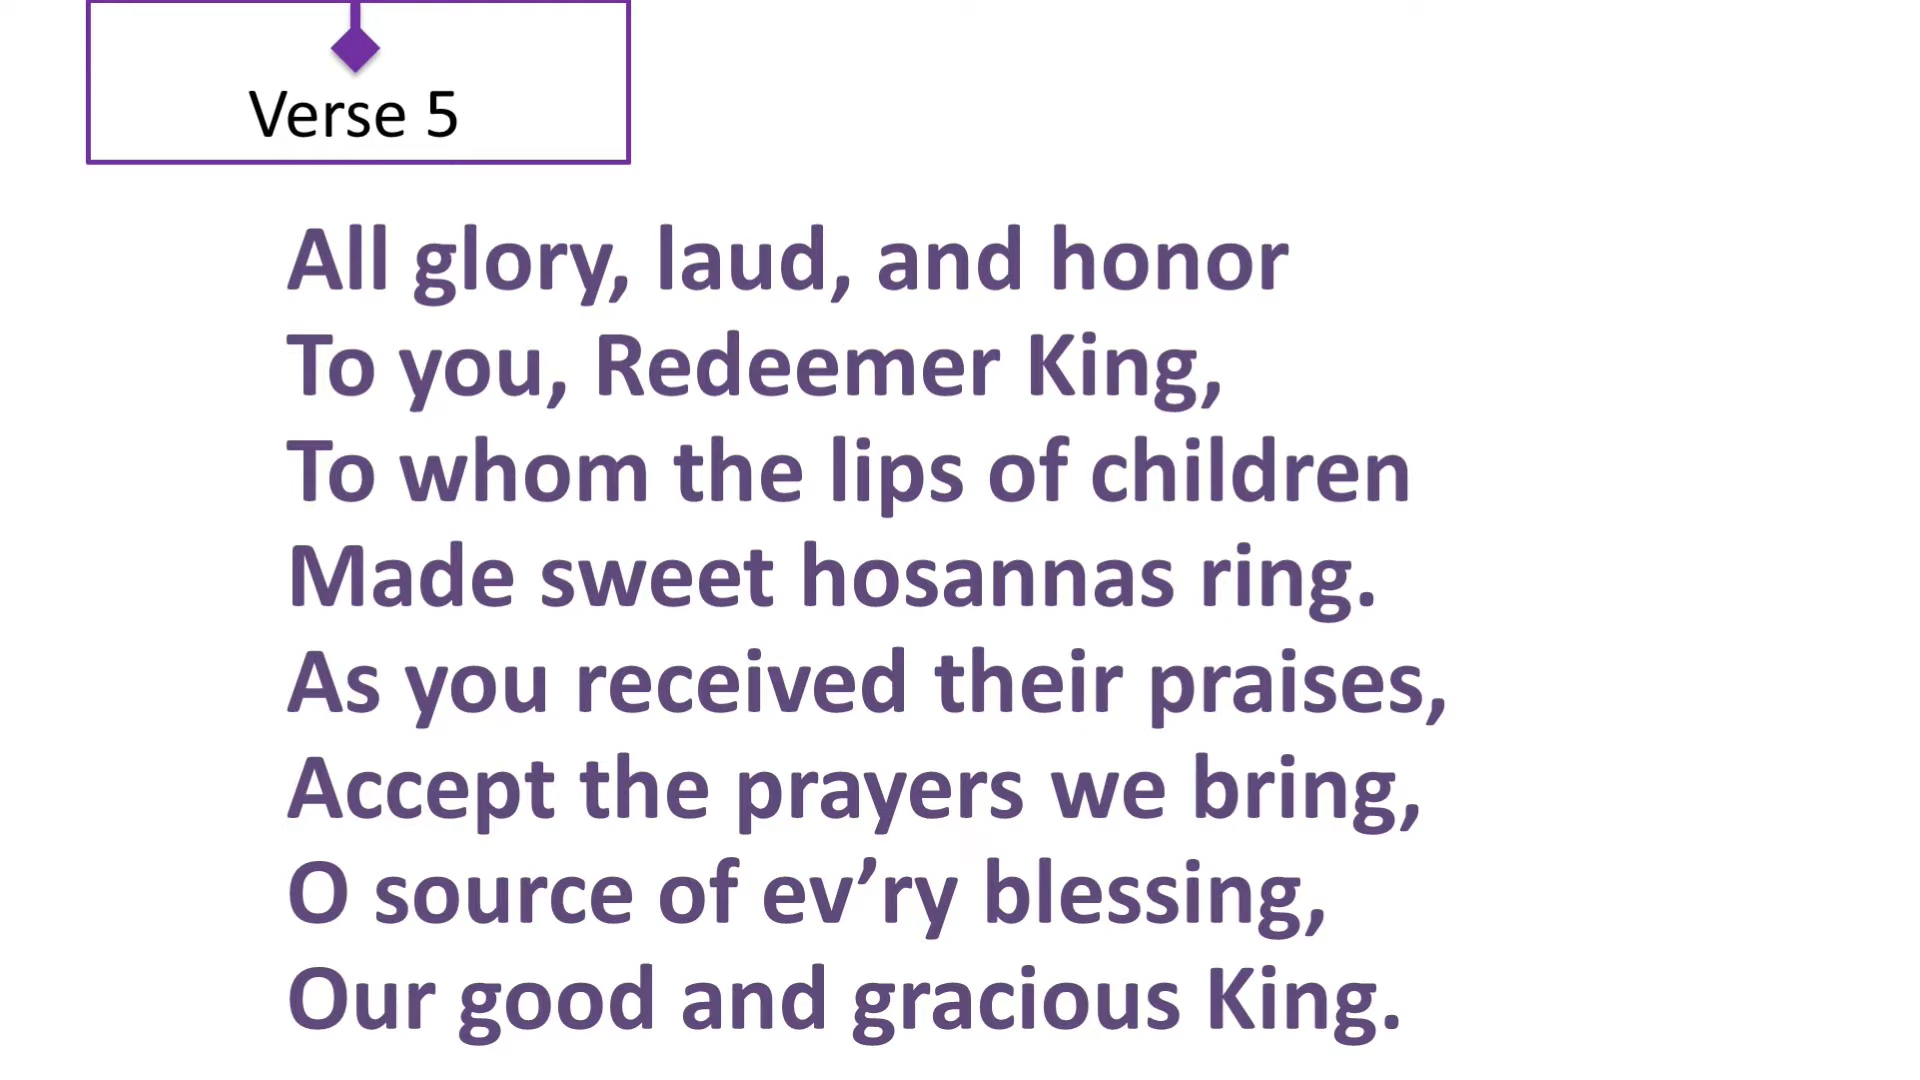 Verse 5
All glory, laud, and honor
To you, Redeemer King,
To whom the lips of children
Made sweet hosannas ring.
As you received their praises,
Accept the prayers we bring,
O source of ev’ry blessing,
Our good and gracious King.